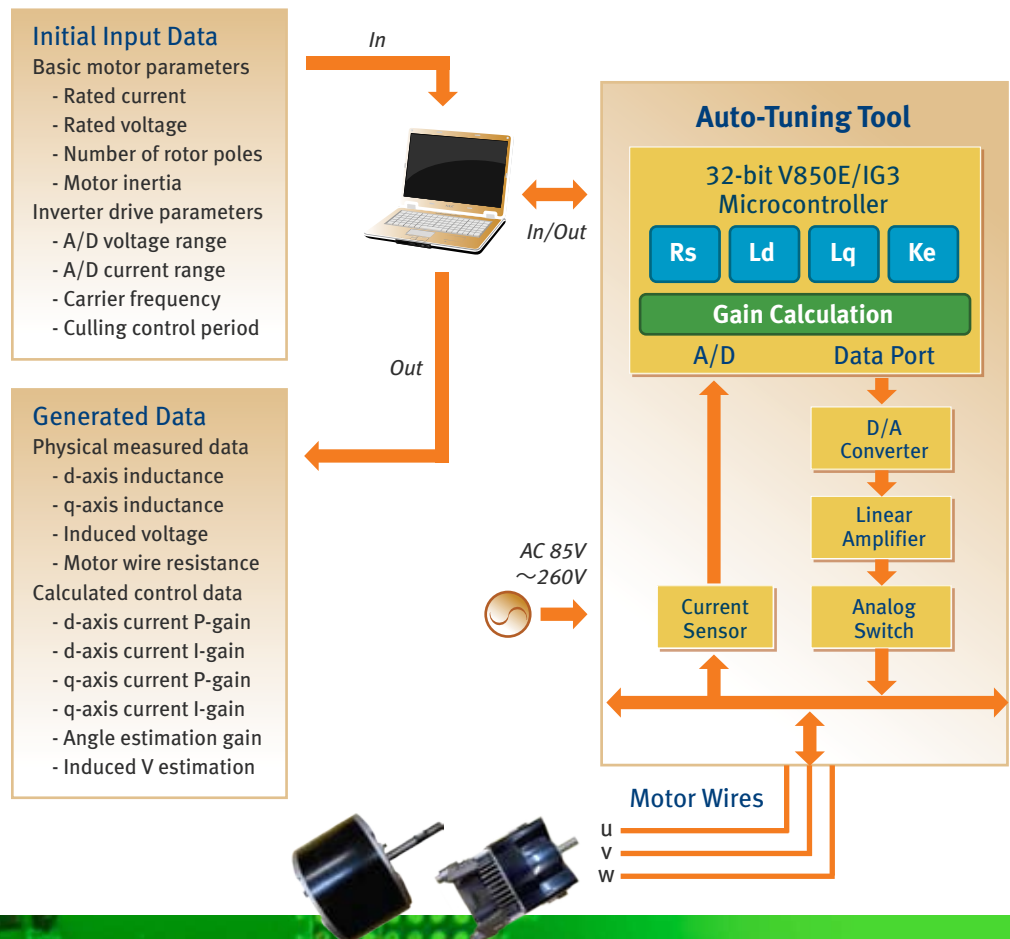 Initial Input Data
Basic motor parameters
- Rated current
- Rated voltage
- Number of rotor poles
- Motor inertia
Inverter drive parameters
- A/D voltage range
- A/D current range
- Carrier frequency
- Culling control period
In
In/Out
Out
Generated Data
Physical measured data
- d-axis inductance
- q-axis inductance
- Induced voltage
- Motor wire resistance
Calculated control data
- d-axis current P-gain
- d-axis current I-gain
- q-axis current P-gain
- q-axis current I-gain
- Angle estimation gain
- Induced V estimation
AC 85V
～260V
Auto-Tuning Tool
32-bit V850E/IG3
Microcontroller
Rs Ld Lq Ke
Gain Calculation
A/D Data Port
D/A
Converter
Linear
Amplifier
Current
Sensor
Analog
Switch
Motor Wires
u
v
w